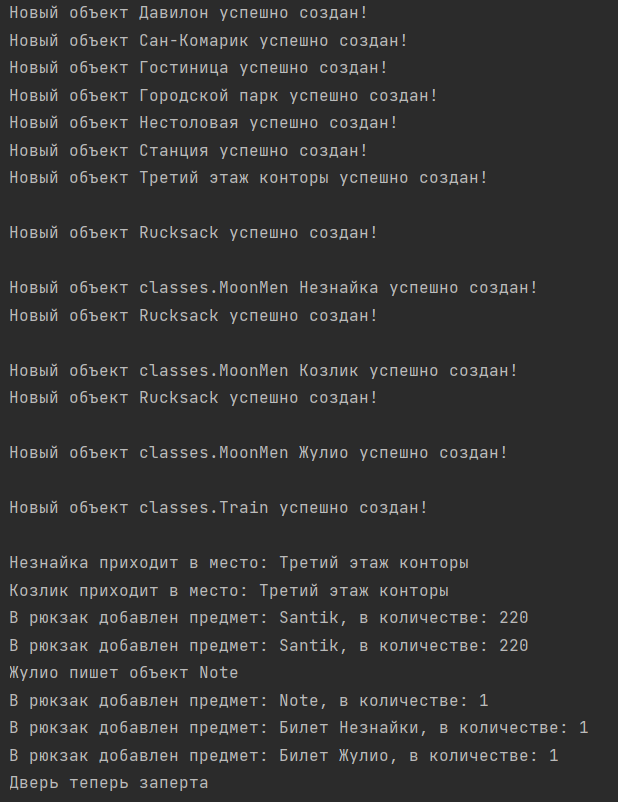 Новый объект Давилон успешно создан!
Новый объект Сан-Комарик успешно создан!
Новый объект Гостиница успешно создан!
Новый объект Городской парк успешно создан!
Новый объект Нестоловая успешно создан!
Новый объект Станция успешно создан!
Новый объект Третий этаж конторы успешно создан!
Новый объект Rucksack успешно создан!
Новый объект classes.MoonMen Незнайка успешно создан!
Новый объект Rucksack успешно создан!
Новый объект classes.MoonMen Козлик успешно создан!
Новый объект Rucksack успешно создан!
Новый объект classes.MoonMen Жулио успешно создан!
Новый объект classes.Train успешно создан!
Незнайка приходит в место: Третий этаж конторы
Козлик приходит в место: Третий этаж конторы
В рюкзак добавлен предмет: Santik, в количестве: 220
В рюкзак добавлен предмет: Santik, в количестве: 220
Жулио пишет объект Note
В рюкзак добавлен предмет: Note, в количестве: 1
В рюкзак добавлен предмет: Билет Незнайки, в количестве: 1
В рюкзак добавлен предмет: Билет Жулио, в количестве: 1
Дверь теперь заперта